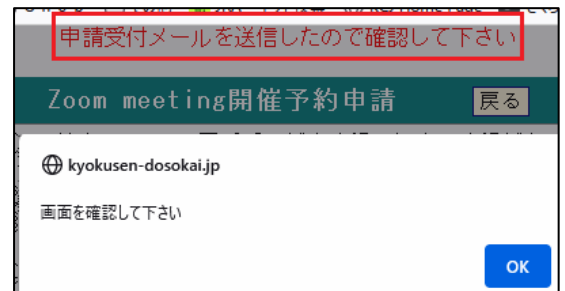 申請受付メールを送信したので確認して下さい
Zoom meeting開催予約申請
戻る
kyokusen-dosokai.jp
画面を確認して下さい
OK